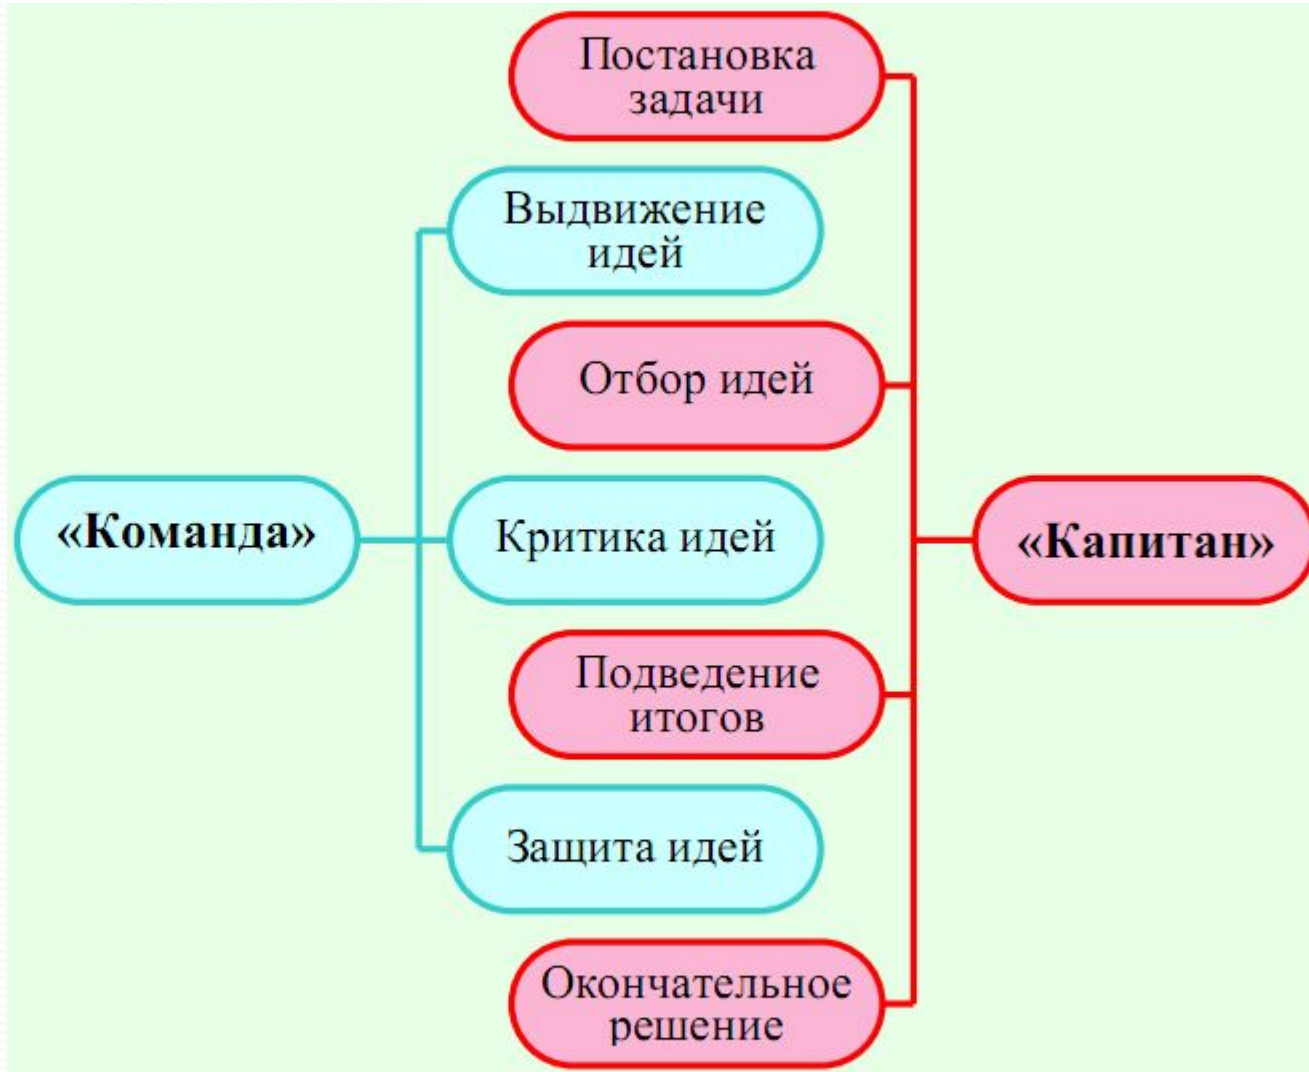 Постановка
задачи
Выдвижение
идей
Отбор идей
«Команда»
Критика идей
«Капитан»
Подведение
итогов
Защита идей
Окончательное
решение